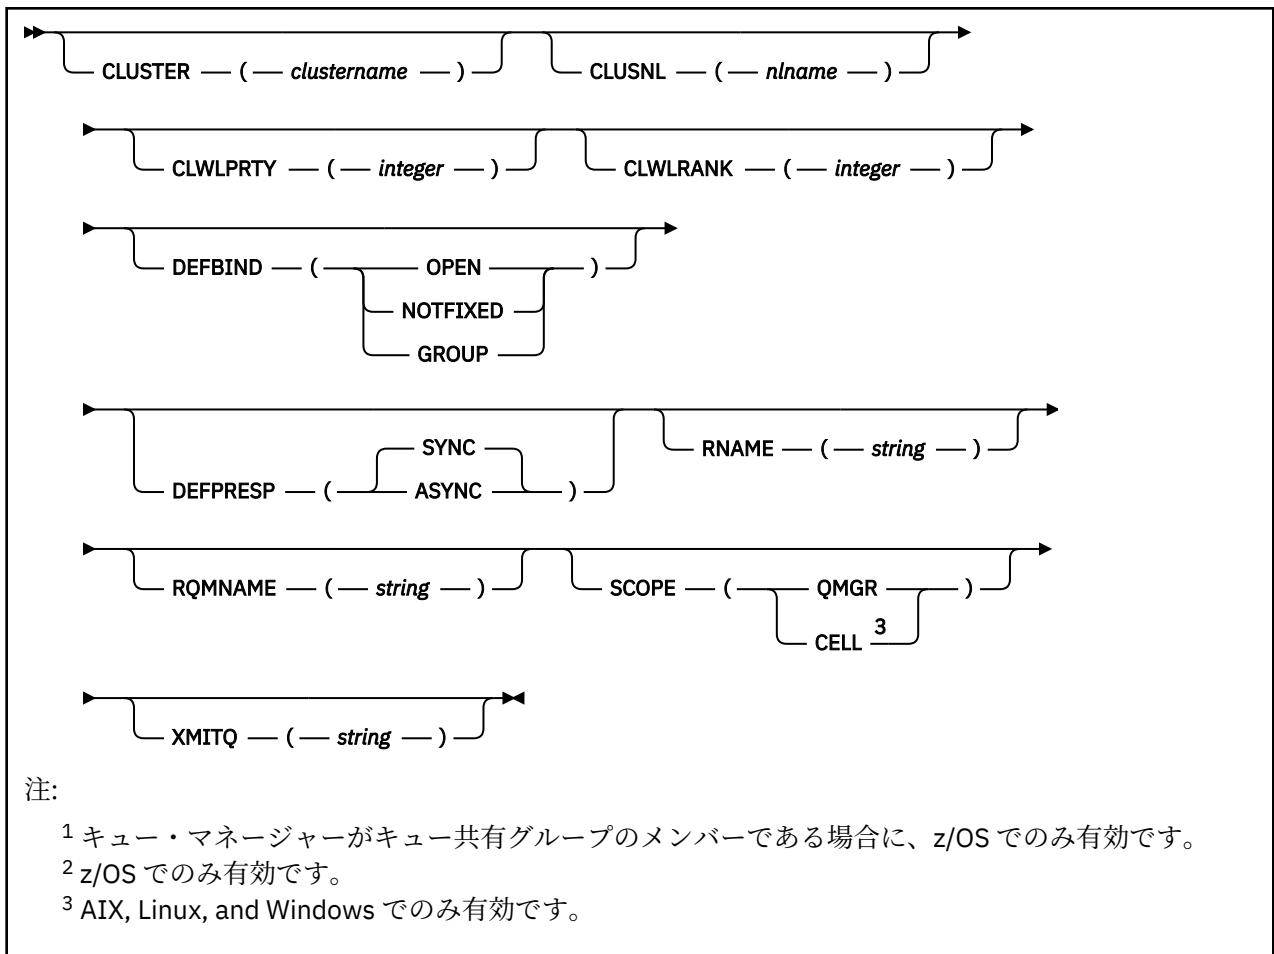 CLUSTER ( clustername ) CLUSNL ( nlname )
CLWLPRTY ( integer ) CLWLRANK ( integer )
DEFBIND ( OPEN )
NOTFIXED
GROUP
SYNC RNAME ( string )
DEFPRESP ( ASYNC )
RQMNAME ( string ) SCOPE ( QMGR )
CELL 3
XMITQ ( string )
注:
1 キュー・マネージャーがキュー共有グループのメンバーである場合に、z/OS でのみ有効です。
2 z/OS でのみ有効です。
3 AIX, Linux, and Windows でのみ有効です。